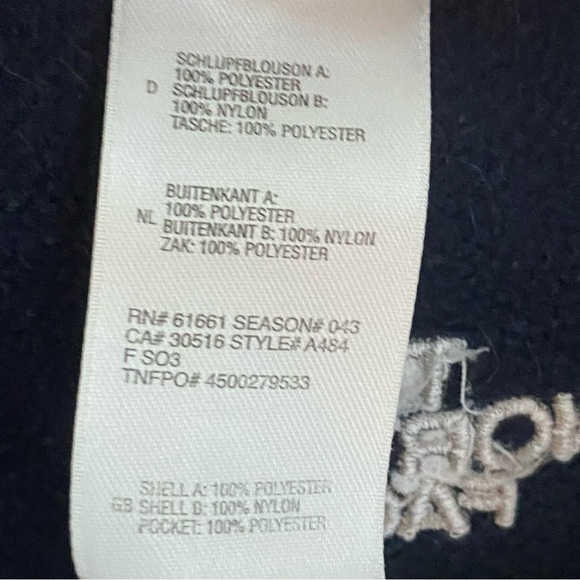 SCHLUPFBLOUSON A:
100% POLYESTER
D SCHLUPFBLOUSON B:
100% NYLON
TASCHE: 100% POLYESTER
BUITENKANT A:
100% POLYESTER
NL BUITENKANT B: 100% NYLON
ZAK: 100% POLYESTER
RN# 61661 SEASON# 043
CA# 30516 STYLE# A484
F SO3
TNFPO# 4500279533
SHELL A: 100% POLYESTER
GB SHELL B: 100% NYLON
POCKET: 100% POLYESTER